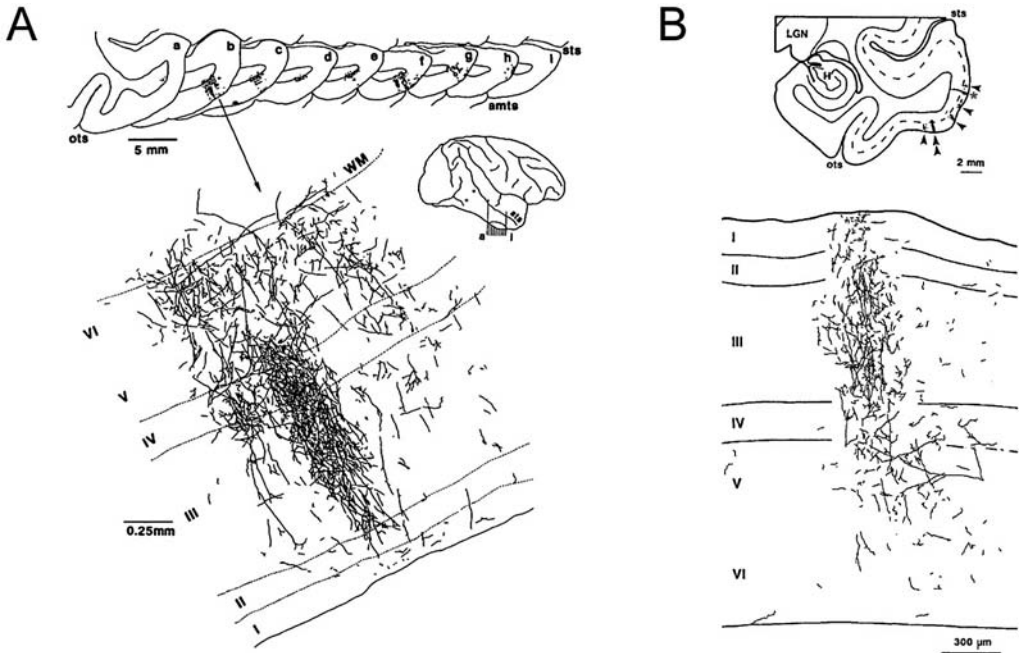 A
a b c d e f g h i
sts
ots
amts
5 mm
WM
a i
sts
VI
V
IV
III
II
I
0.25mm
B
LGN
H
sts
*
ots
2 mm
I
II
III
IV
V
VI
300 µm